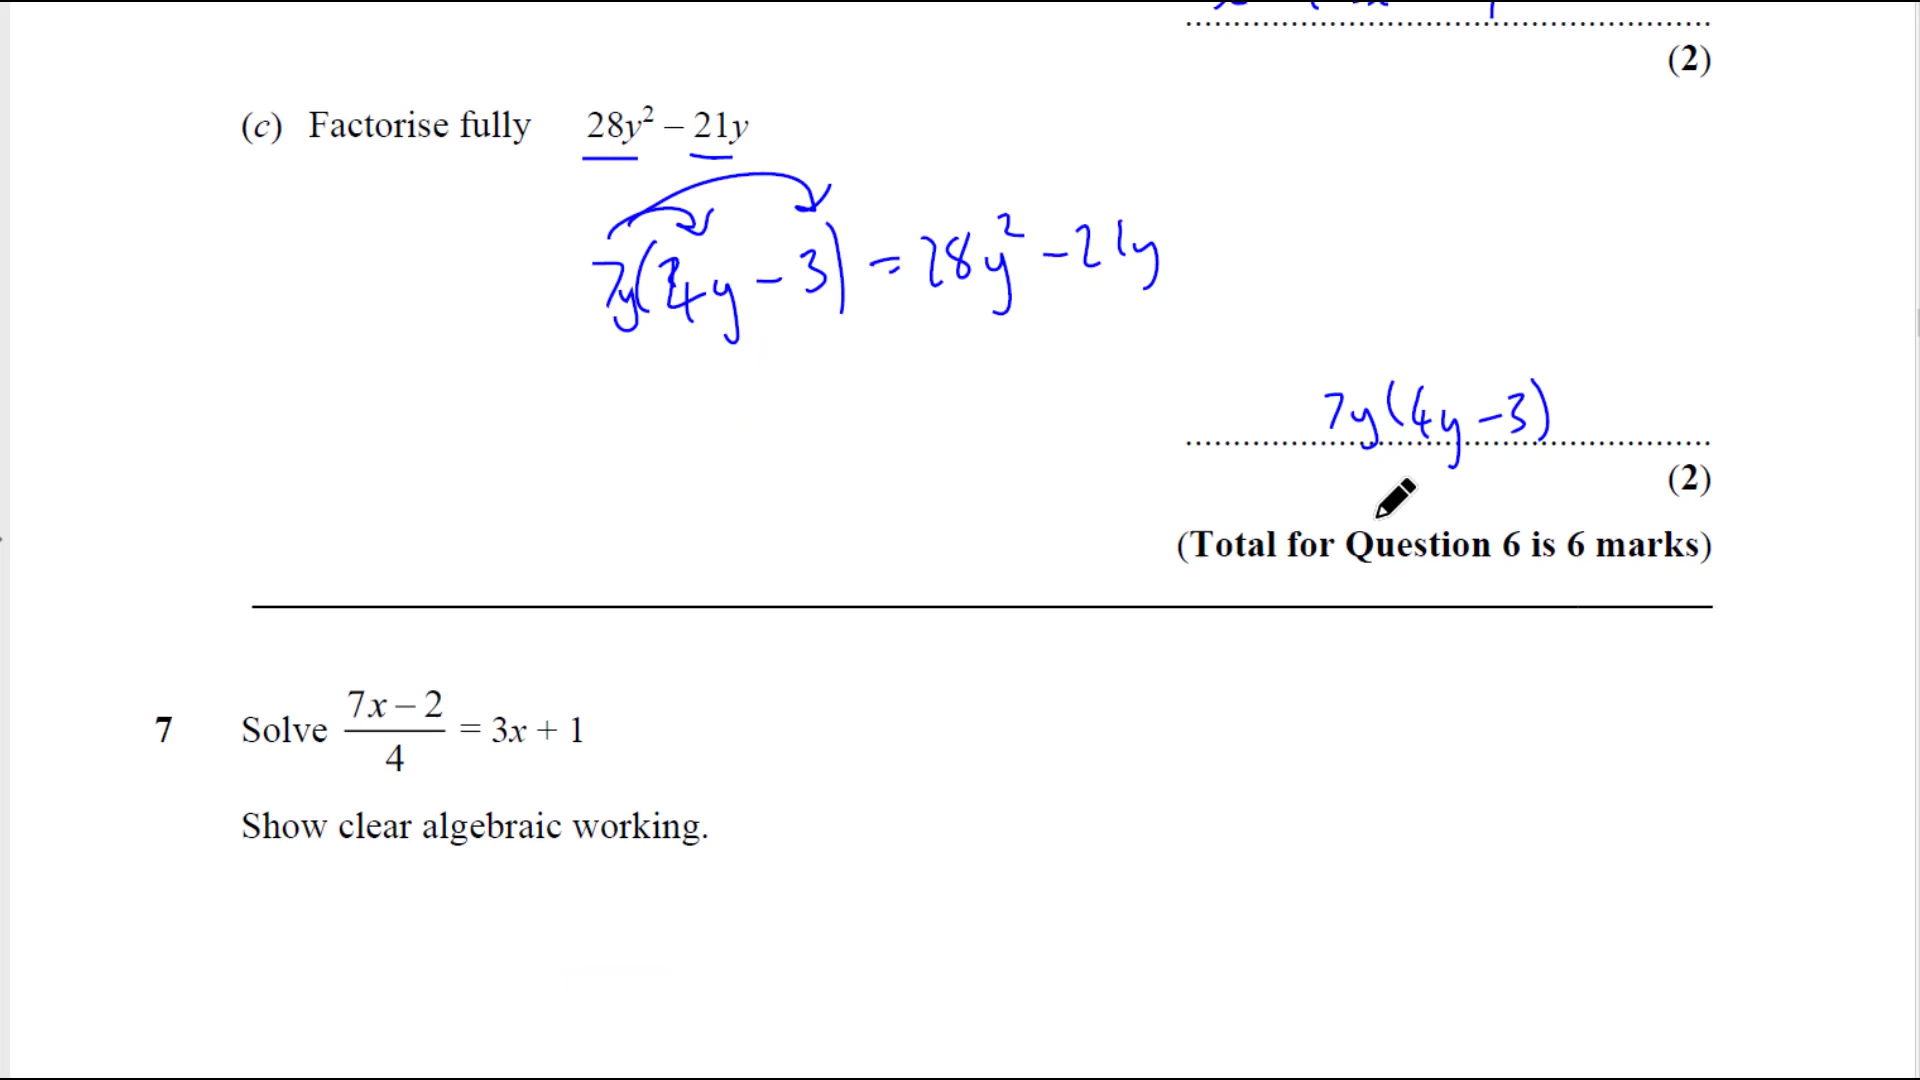 (2)
(c) Factorise fully 28y² – 21y
7y(4y - 3) = 28y² - 21y
7y(4y - 3)
(2)
(Total for Question 6 is 6 marks)
7 Solve (7x – 2)/4 = 3x + 1
Show clear algebraic working.